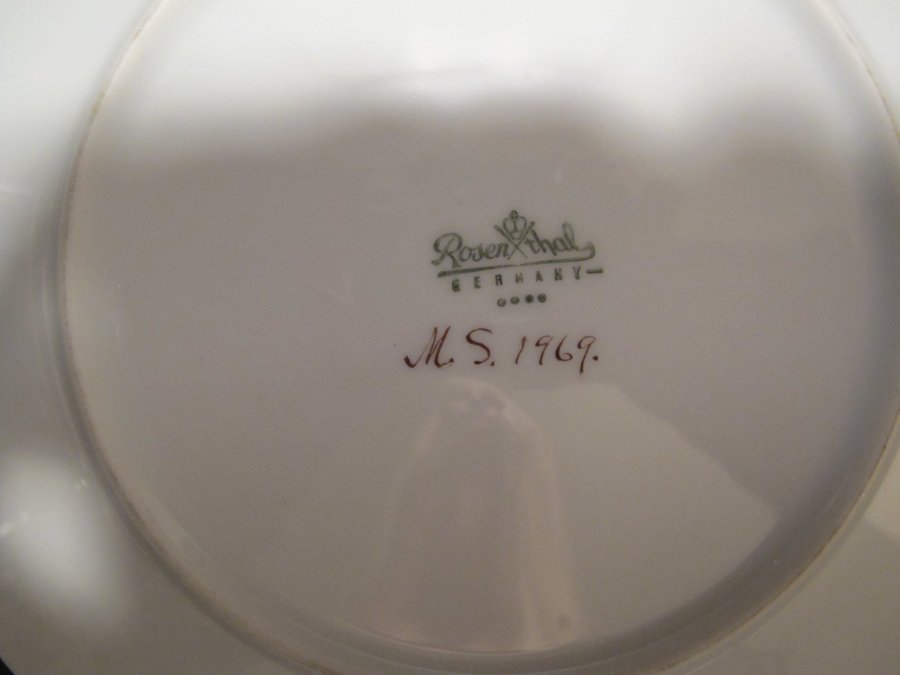 Rosenthal
GERMANY
M. S. 1969.